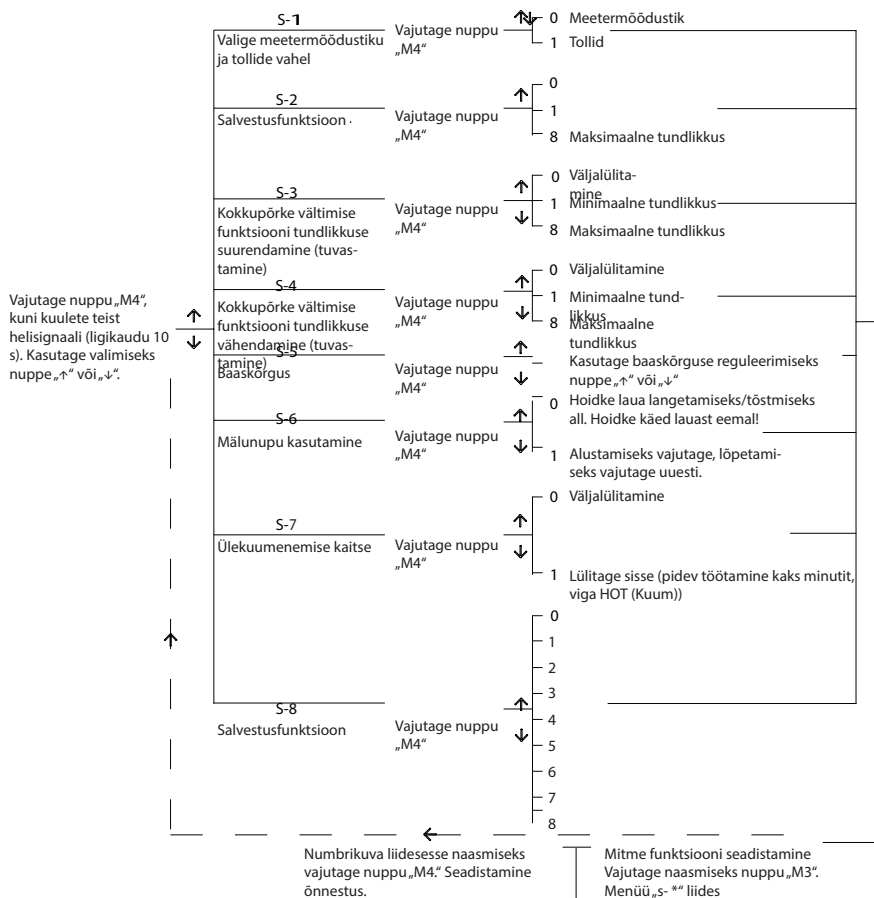 S-1
Valige meetermõõdustiku
ja tollide vahel
Vajutage nuppu
„M4“
↑
↓
0 Meetermõõdustik
1 Tollid
S-2
Salvestusfunktsioon .
Vajutage nuppu
„M4“
↑
0
1
8 Maksimaalne tundlikkus
S-3
Kokkupõrke vältimise
funktsiooni tundlikkuse
suurendamine (tuvas-
tamine)
Vajutage nuppu
„M4“
↑
↓
0 Väljalülita-
mine
1 Minimaalne tundlikkus
8 Maksimaalne tundlikkus
S-4
Kokkupõrke vältimise
funktsiooni tundlikkuse
vähendamine (tuvas-
tamine)
Vajutage nuppu
„M4“
↑
↓
0 Väljalülitamine
1 Minimaalne tund-
likkus
8 Maksimaalne
tundlikkus
Vajutage nuppu „M4“,
kuni kuulete teist
helisignaali (ligikaudu 10
s). Kasutage valimiseks
nuppe „↑“ või „↓“.
↑
↓
S-5
Baaskõrgus
Vajutage nuppu
„M4“
↑
↓
Kasutage baaskõrguse reguleerimiseks
nuppe „↑“ või „↓“
S-6
Mälunupu kasutamine
Vajutage nuppu
„M4“
↑
↓
0 Hoidke laua langetamiseks/tõstmiseks
all. Hoidke käed lauast eemal!
1 Alustamiseks vajutage, lõpetami-
seks vajutage uuesti.
S-7
Ülekuumenemise kaitse
Vajutage nuppu
„M4“
↑
↓
0 Väljalülitamine
1 Lülitage sisse (pidev töötamine kaks minutit,
viga HOT (Kuum))
S-8
Salvestusfunktsioon
Vajutage nuppu
„M4“
↑
↓
0
1
2
3
4
5
6
7
8
Numbrikuva liidesesse naasmiseks
vajutage nuppu „M4.“ Seadistamine
õnnestus.
Mitme funktsiooni seadistamine
Vajutage naasmiseks nuppu „M3“.
Menüü „s- *“ liides